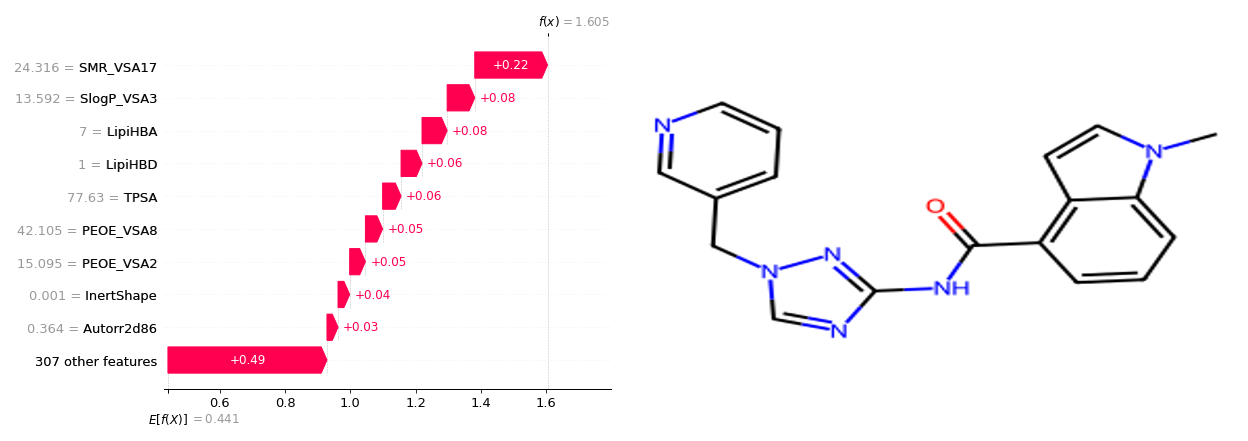 f(x) = 1.605
24.316 = SMR_VSA17
+0.22
13.592 = SlogP_VSA3
+0.08
7 = LipiHBA
+0.08
1 = LipiHBD
+0.06
77.63 = TPSA
+0.06
42.105 = PEOE_VSA8
+0.05
15.095 = PEOE_VSA2
+0.05
0.001 = InertShape
+0.04
0.364 = Autorr2d86
+0.03
307 other features
+0.49
0.6 0.8 1.0 1.2 1.4 1.6
E[f(X)] = 0.441
N
N
O
N
N
NH
N